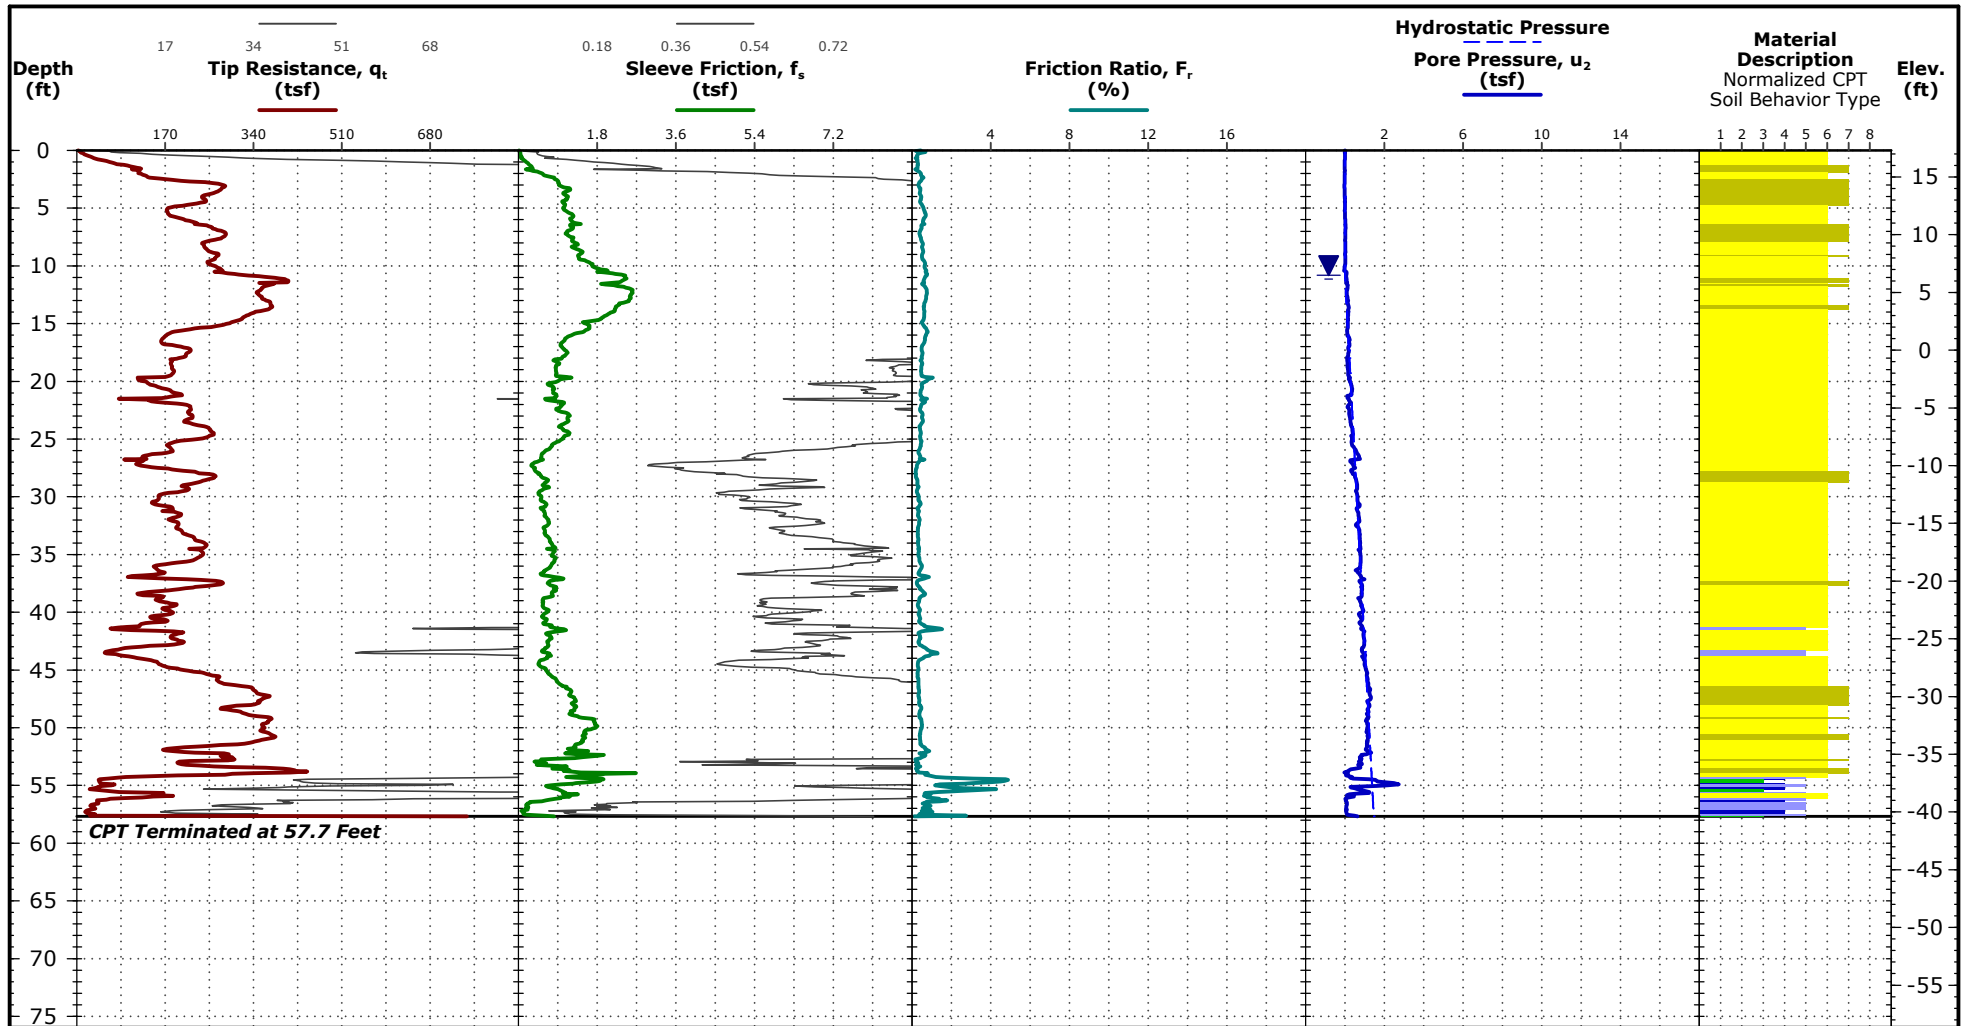 17 34 51 68 0.18 0.36 0.54 0.72
Hydrostatic Pressure
Depth
(ft)
Tip Resistance, qt
(tsf)
Sleeve Friction, fs
(tsf)
Friction Ratio, Fr
(%)
Pore Pressure, u2
(tsf)
Material
Description
Normalized CPT
Soil Behavior Type
Elev.
(ft)
170 340 510 680 1.8 3.6 5.4 7.2 4 8 12 16 2 6 10 14 1 2 3 4 5 6 7 8
0
15
5
10
10
5
15
0
20
-5
25
-10
30
-15
35
-20
40
-25
45
-30
50
-35
55
-40
CPT Terminated at 57.7 Feet
60
-45
65
-50
70
-55
75